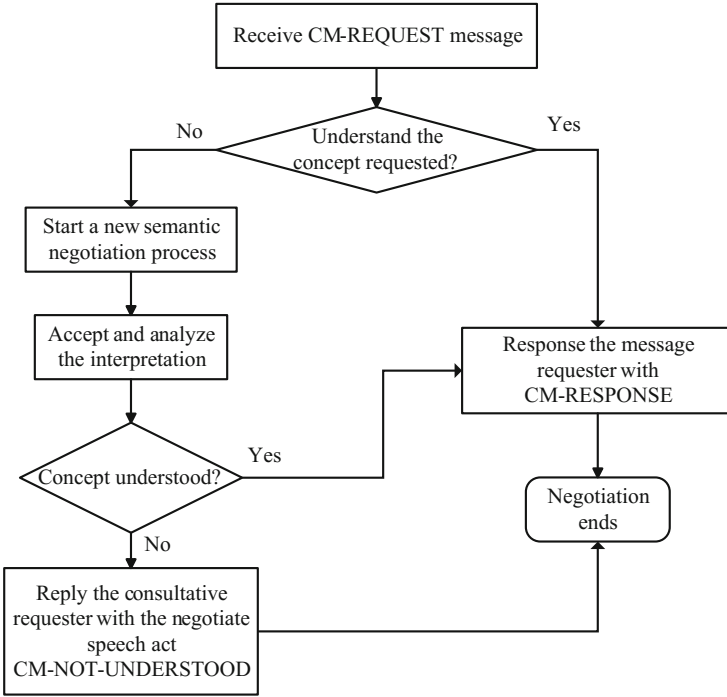 Receive CM-REQUEST message
No
Understand the
concept requested?
Yes
Start a new semantic
negotiation process
Accept and analyze
the interpretation
Response the message
requester with
CM-RESPONSE
Concept understood?
Yes
Negotiation
ends
No
Reply the consultative
requester with the negotiate
speech act
CM-NOT-UNDERSTOOD